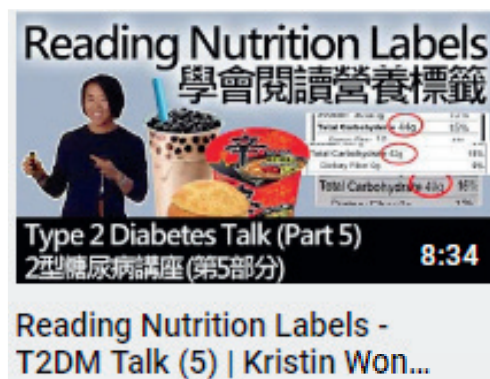 Reading Nutrition Labels
學會閱讀營養標籤
Total Carbohydrate 44g 15%
Total Carbohydrate 42g
Dietary Fiber 0g
Total Carbohydrate 16%
Type 2 Diabetes Talk (Part 5)
2型糖尿病講座(第5部分)
8:34
Reading Nutrition Labels -
T2DM Talk (5) | Kristin Won...